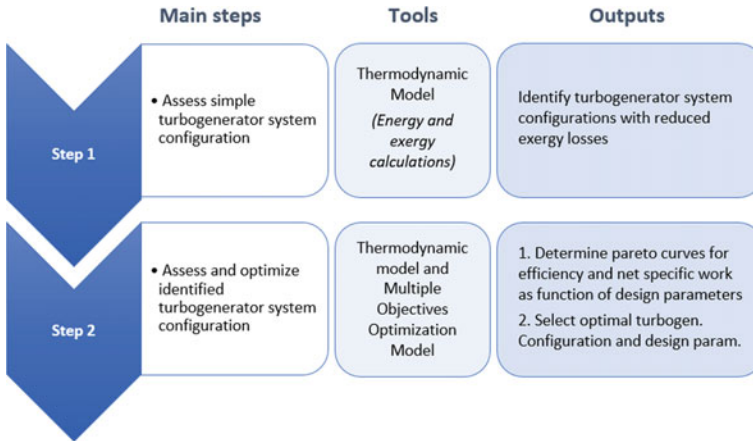 Main steps
Tools
Outputs
Step 1
• Assess simple
turbogenerator system
configuration
Thermodynamic
Model
(Energy and
exergy
calculations)
Identify turbogenerator system
configurations with reduced
exergy losses
Step 2
• Assess and optimize
identified
turbogenerator system
configuration
Thermodynamic
model and
Multiple
Objectives
Optimization
Model
1. Determine pareto curves for
efficiency and net specific work
as function of design parameters
2. Select optimal turbogen.
Configuration and design param.